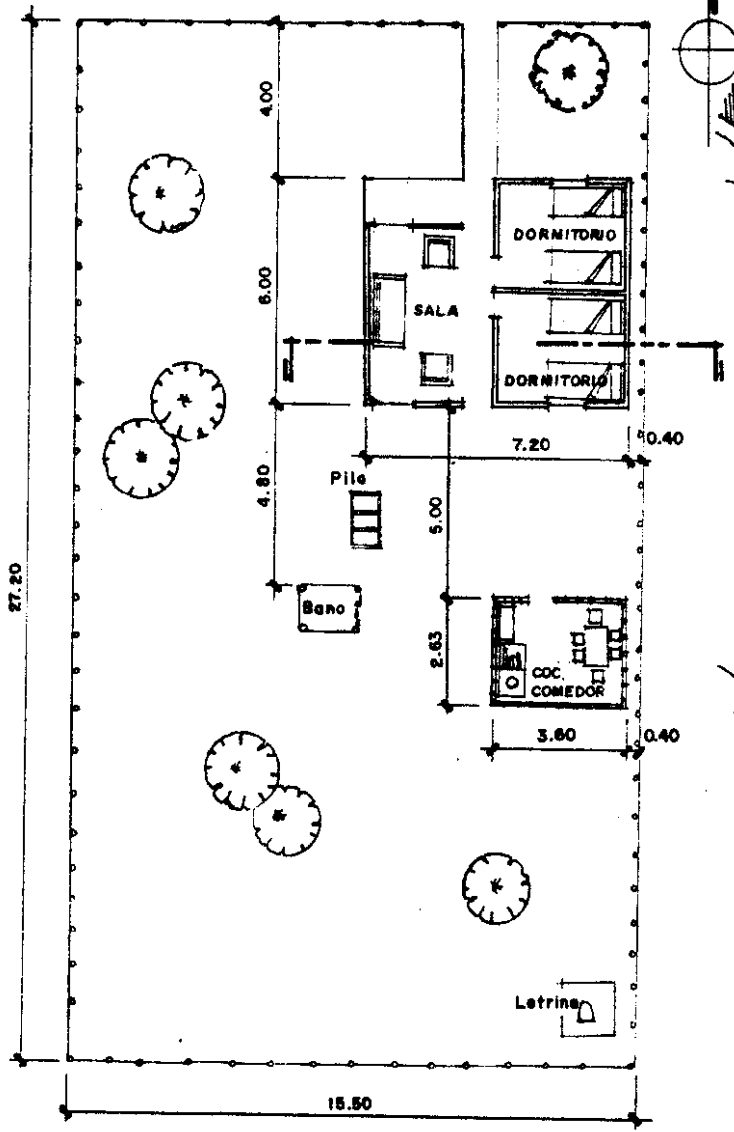 4.00
DORMITORIO
6.00
SALA
DORMITORIO
7.20
0.40
4.80
Pila
5.00
27.20
Bano
2.63
COC.
COMEDOR
3.60
0.40
Letrina
15.50